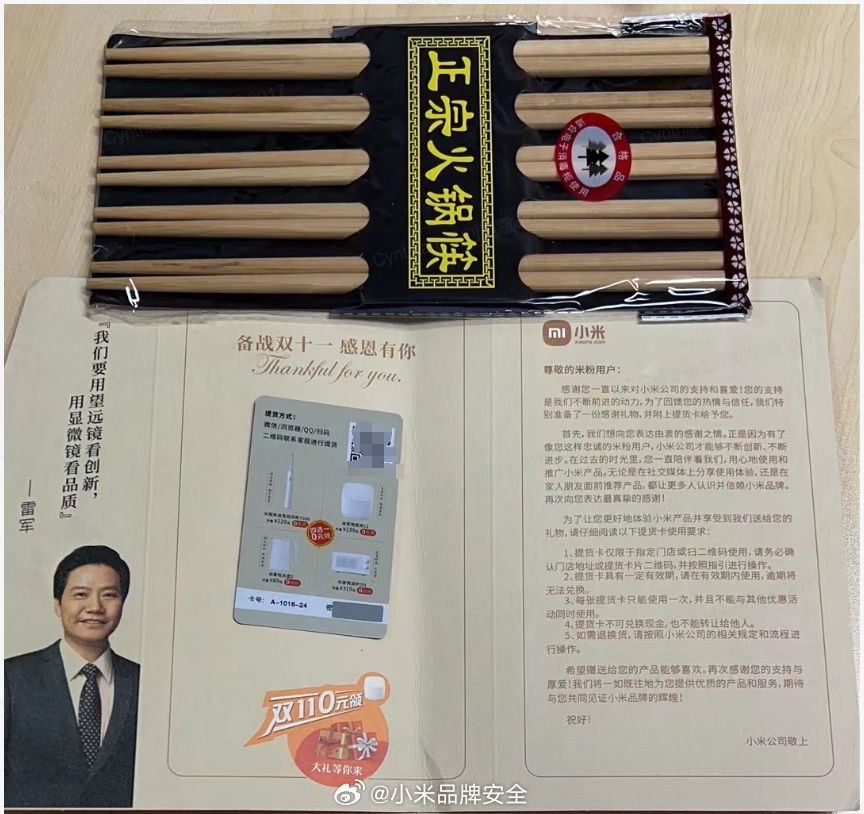 正宗火锅筷
合格品
适合电子消毒柜使用
『我们要用望远镜看创新，
用显微镜看品质』
——雷军
备战双十一 感恩有你
Thankful for you.
提货方式：
微信/浏览器/QQ/扫码
二维码联系客服进行提货
四选一
0元领
卡号： A-1016-24
双11 0元领
大礼等你来
mi 小米
xiaomi.com
尊敬的米粉用户：
感谢您一直以来对小米公司的支持和喜爱!您的支持
是我们不断前进的动力，为了回馈您的热情与信任，我们特
别准备了一份感谢礼物，并附上提货卡给予您。
首先，我们想向您表达由衷的感谢之情。正是因为有了
像您这样忠诚的米粉用户，小米公司才能够不断创新、不断
进步。在过去的时光里，您一直陪伴着我们，用心地使用和
推广小米产品。无论是在社交媒体上分享使用体验，还是在
家人朋友面前推荐产品，都让更多人认识并信赖小米品牌。
再次向您表达最真挚的感谢!
为了让您更好地体验小米产品并享受到我们送给您的
礼物，请仔细阅读以下提货卡使用要求：
1、提货卡仅限于指定门店或扫二维码使用，请务必确
认门店地址或提货卡片二维码，并按照指引进行操作。
2、提货卡具有一定有效期，请在有效期内使用，逾期将
无法兑换。
3、每张提货卡只能使用一次，并且不能与其他优惠活
动同时使用。
4、提货卡不可兑换现金，也不能转让给他人。
5、如需退换货，请按照小米公司的相关规定和流程进
行操作。
希望赠送给您的产品能够喜欢。再次感谢您的支持与
厚爱!我们将一如既往地为您提供优质的产品和服务，期待
与您共同见证小米品牌的辉煌!
祝好!
小米公司敬上
@小米品牌安全